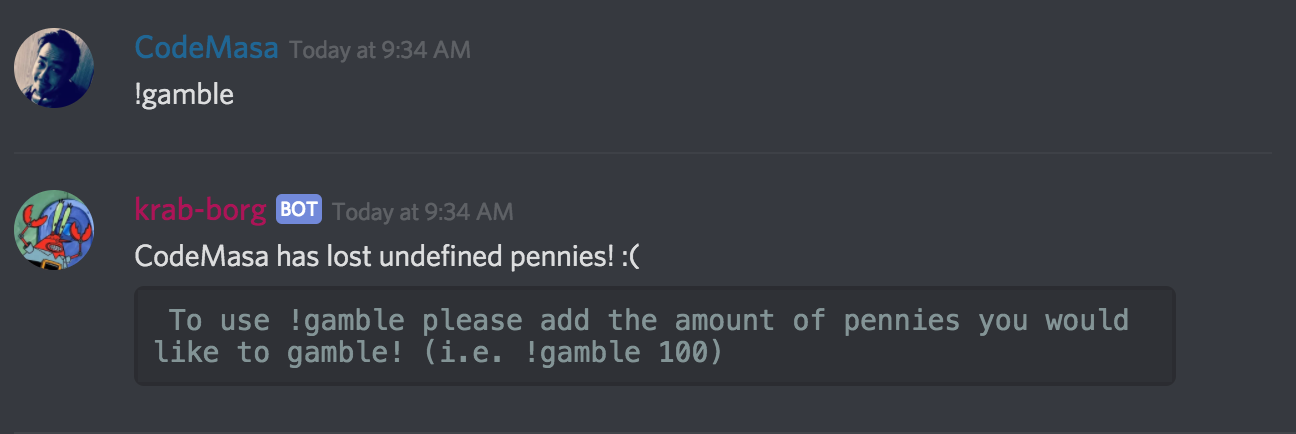 CodeMasa Today at 9:34 AM
!gamble
krab-borg BOT Today at 9:34 AM
CodeMasa has lost undefined pennies! :(
To use !gamble please add the amount of pennies you would
like to gamble! (i.e. !gamble 100)